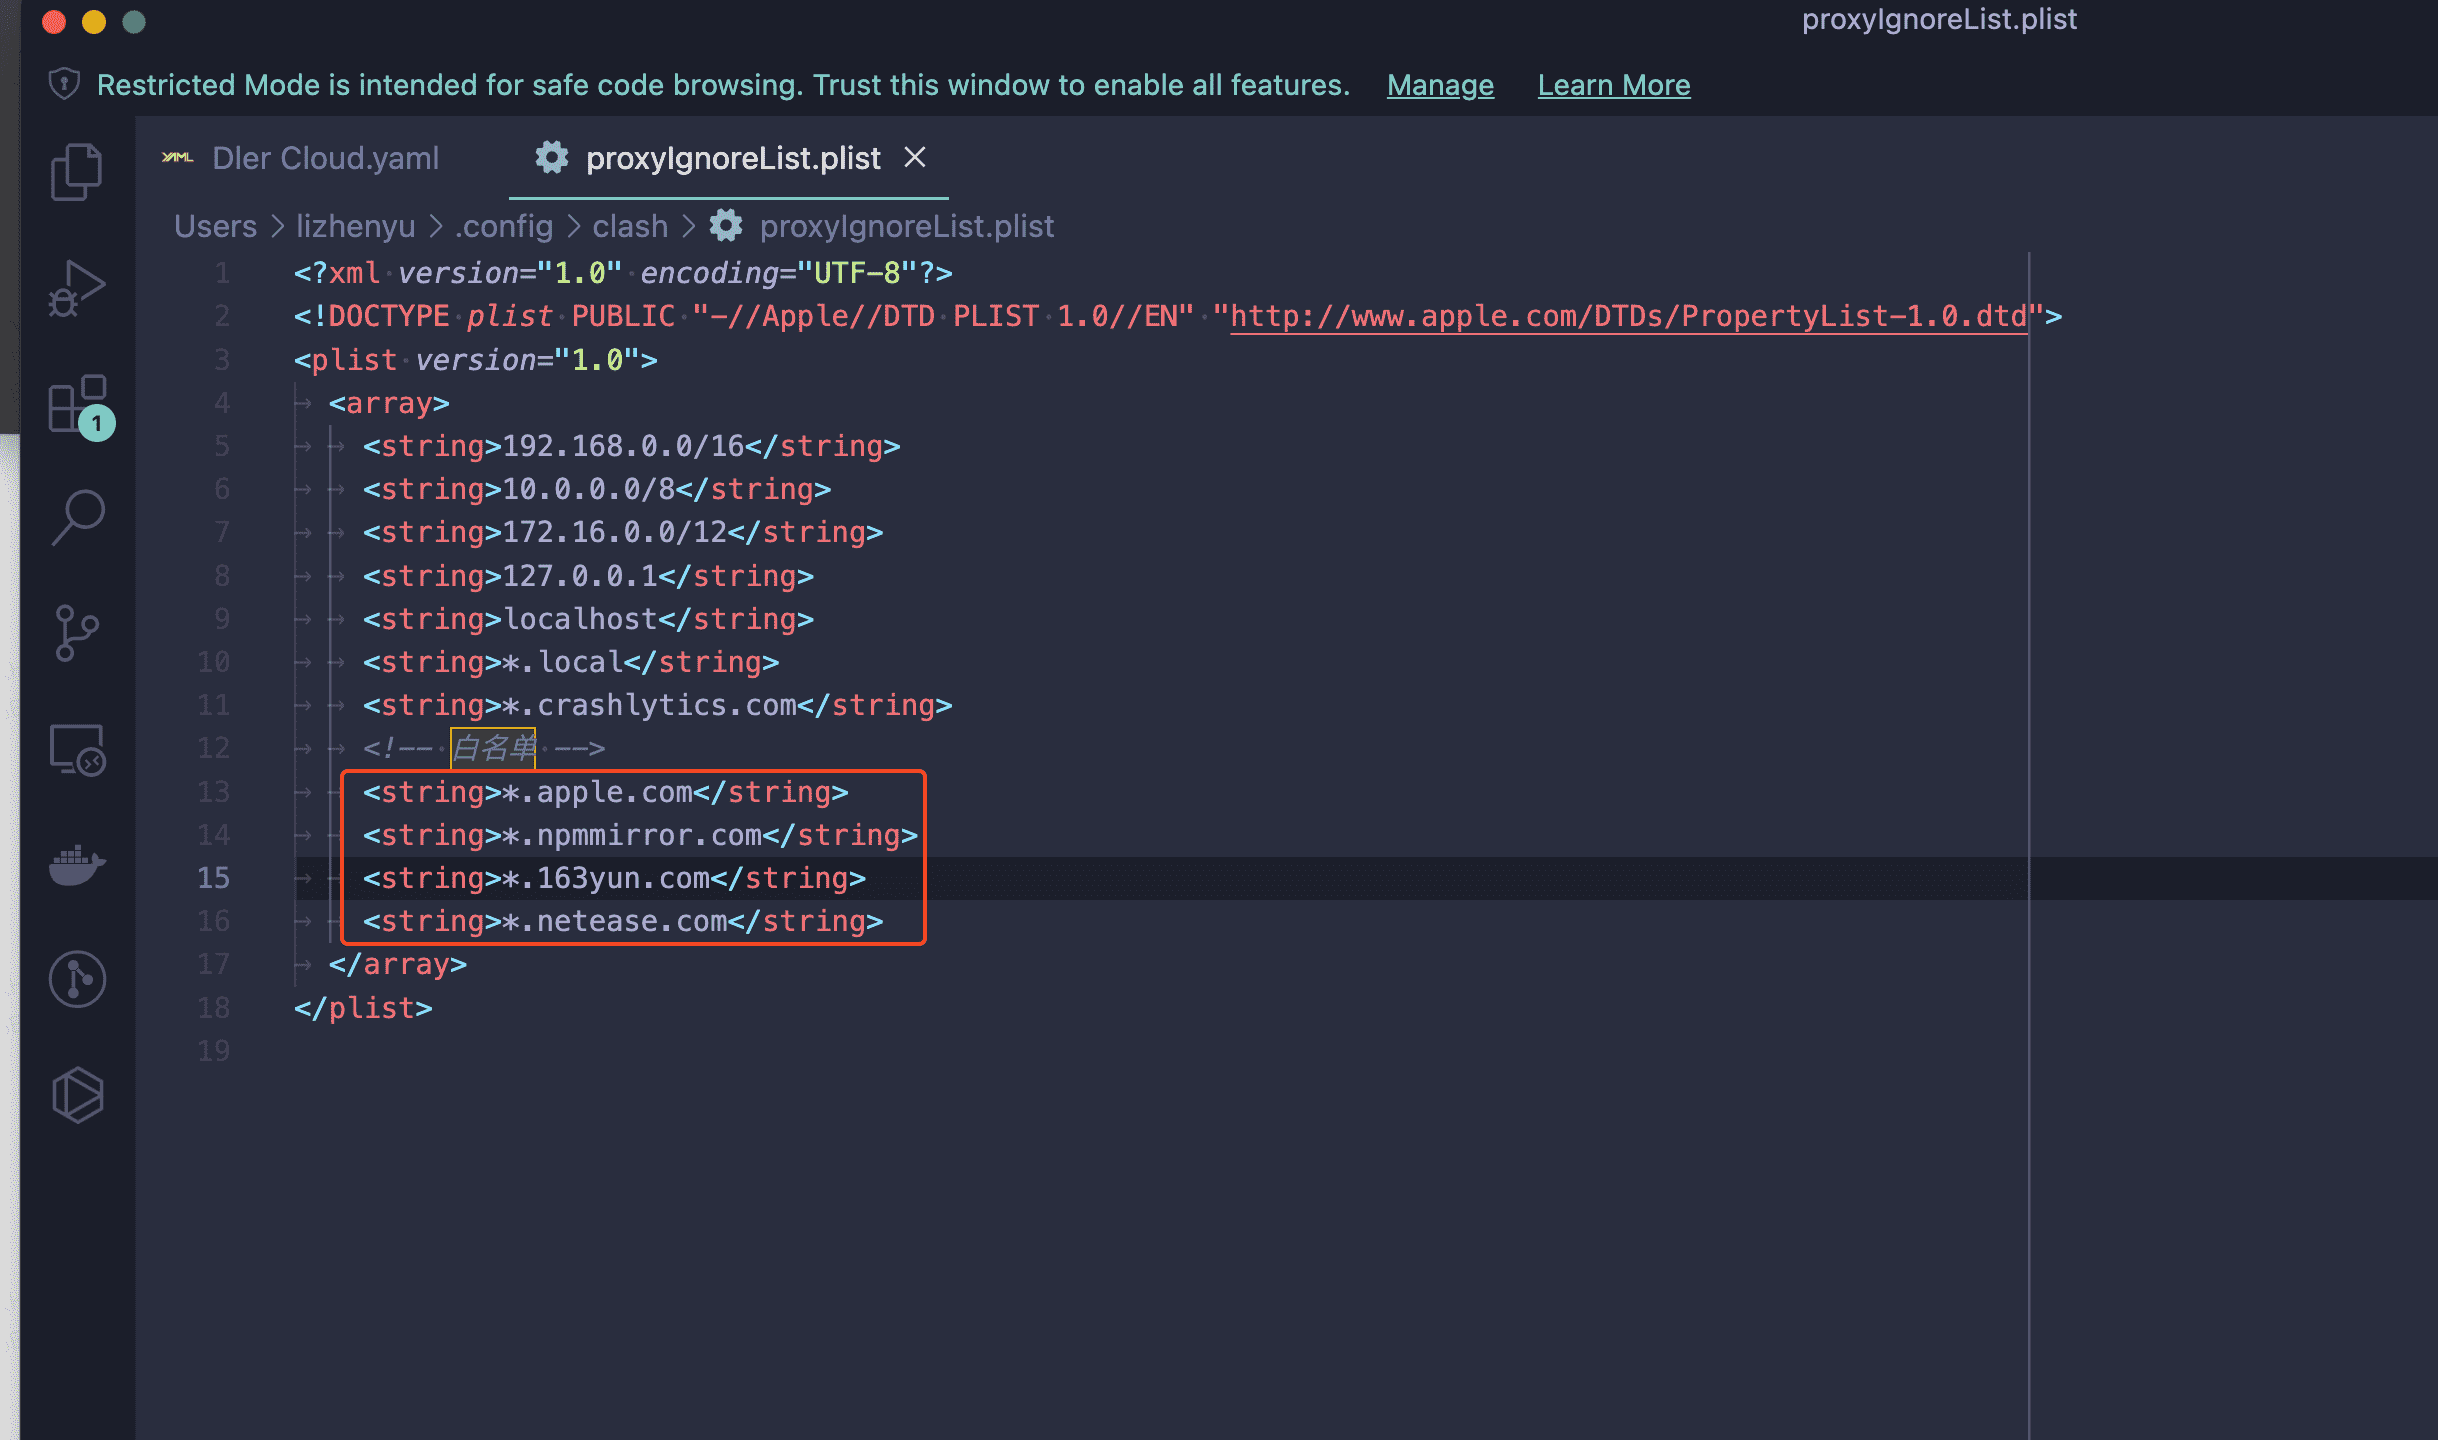 proxyIgnoreList.plist
Restricted Mode is intended for safe code browsing. Trust this window to enable all features. Manage Learn More
YAML Dler Cloud.yaml proxyIgnoreList.plist
Users > lizhenyu > .config > clash > proxyIgnoreList.plist
1 <?xml version="1.0" encoding="UTF-8"?>
2 <!DOCTYPE plist PUBLIC "-//Apple//DTD PLIST 1.0//EN" "http://www.apple.com/DTDs/PropertyList-1.0.dtd">
3 <plist version="1.0">
4 <array>
5 <string>192.168.0.0/16</string>
6 <string>10.0.0.0/8</string>
7 <string>172.16.0.0/12</string>
8 <string>127.0.0.1</string>
9 <string>localhost</string>
10 <string>*.local</string>
11 <string>*.crashlytics.com</string>
12 <!-- 白名单 -->
13 <string>*.apple.com</string>
14 <string>*.npmmirror.com</string>
15 <string>*.163yun.com</string>
16 <string>*.netease.com</string>
17 </array>
18 </plist>
19
1